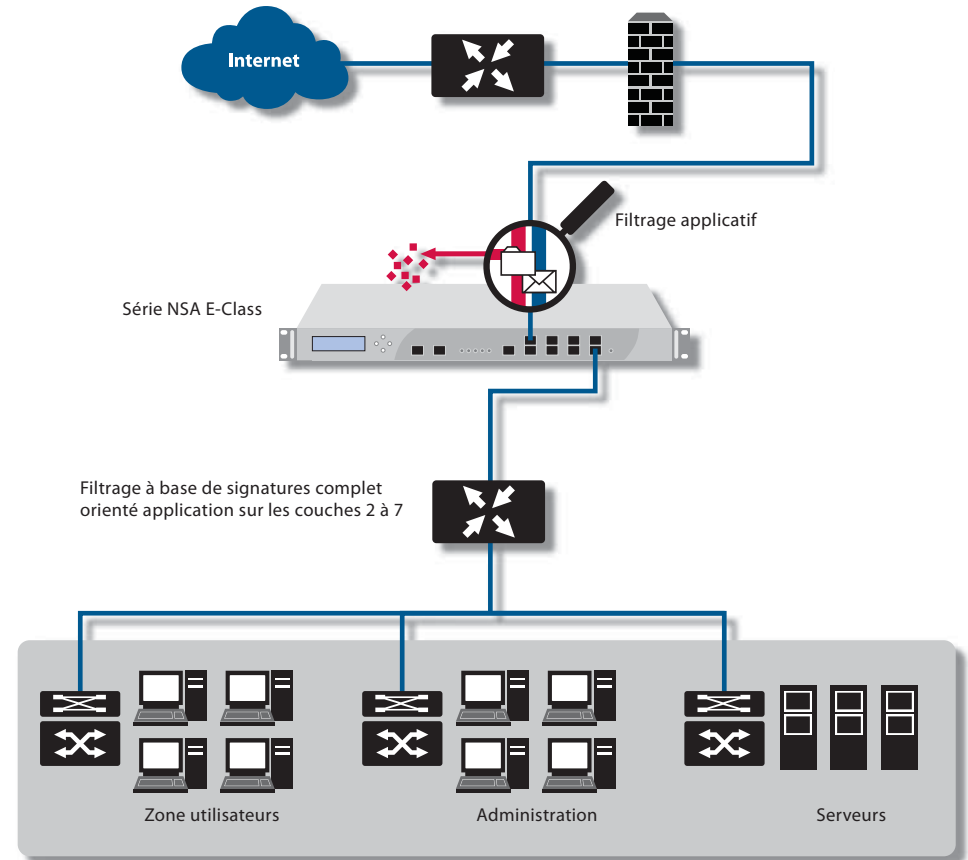 Internet
Filtrage applicatif
Série NSA E-Class
Filtrage à base de signatures complet
orienté application sur les couches 2 à 7
Zone utilisateurs
Administration
Serveurs